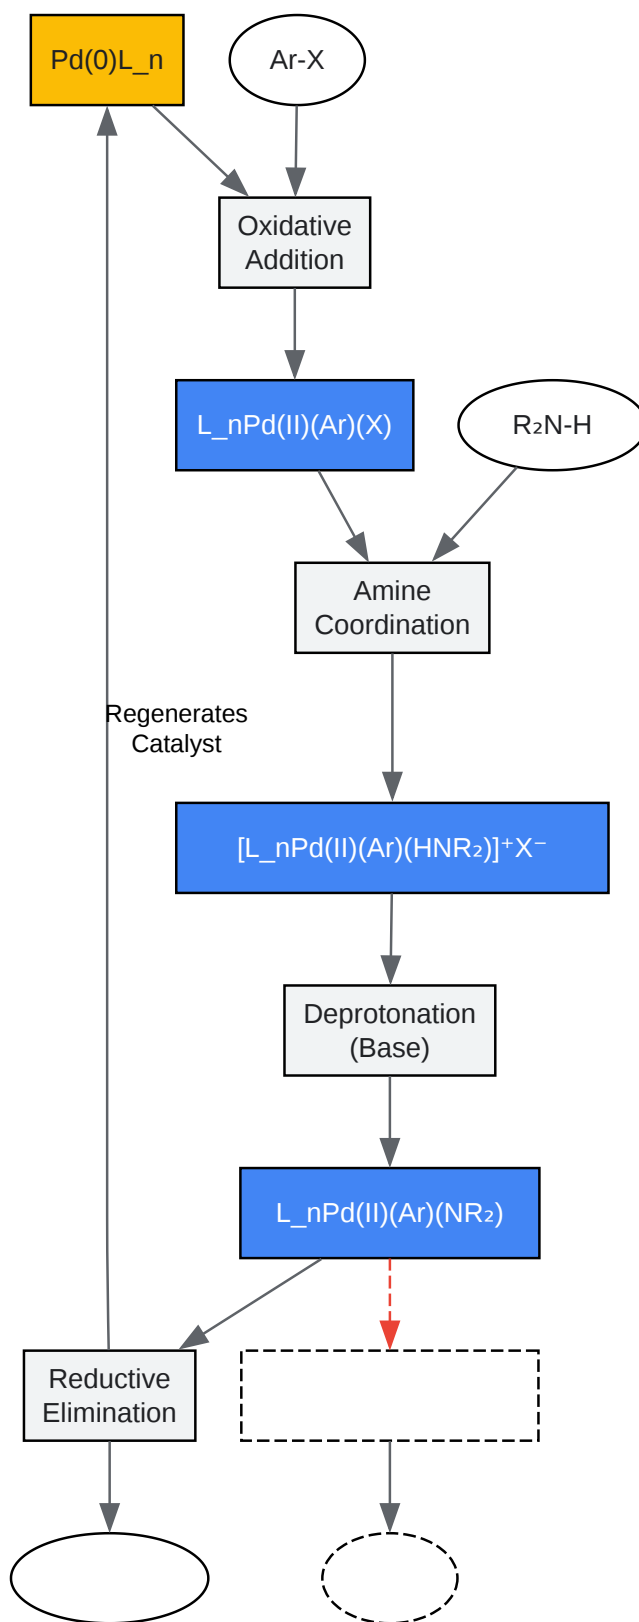 Pd(0)L_n
Ar-X
Oxidative
Addition
L_nPd(II)(Ar)(X)
R₂N-H
Amine
Coordination
Regenerates
Catalyst
[L_nPd(II)(Ar)(HNR₂)]⁺X⁻
Deprotonation
(Base)
L_nPd(II)(Ar)(NR₂)
Reductive
Elimination